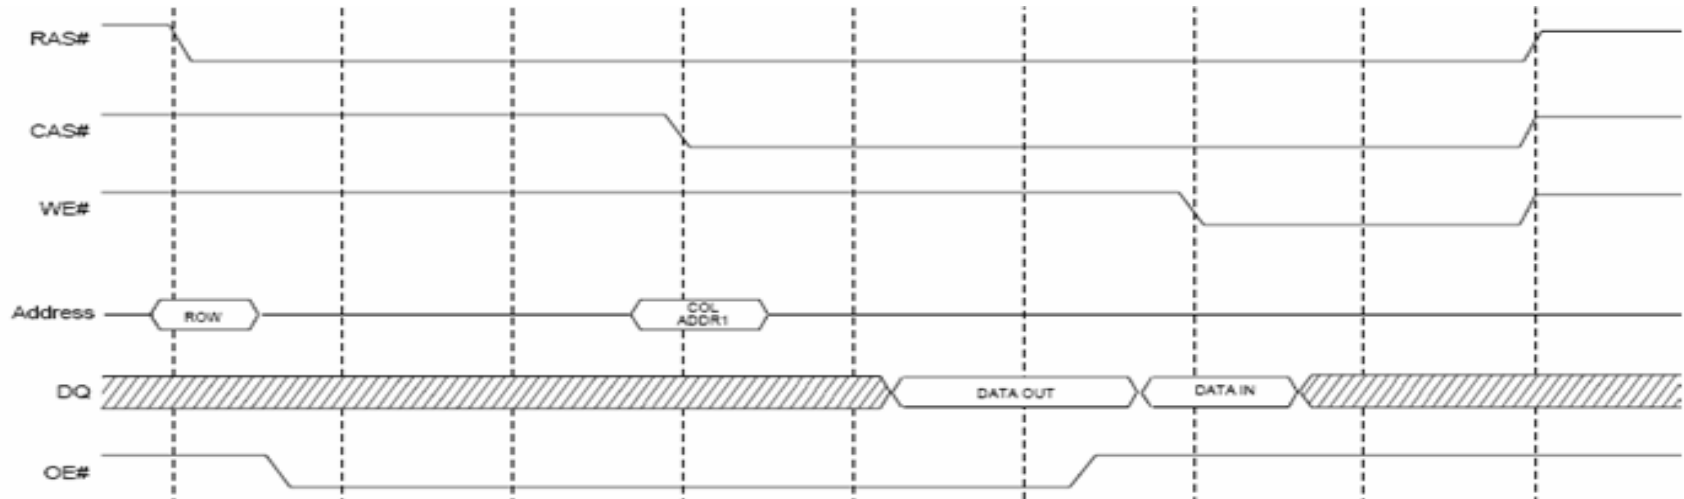 RAS#
CAS#
WE#
Address
ROW
COL
ADDR1
DQ
DATA OUT
DATA IN
OE#